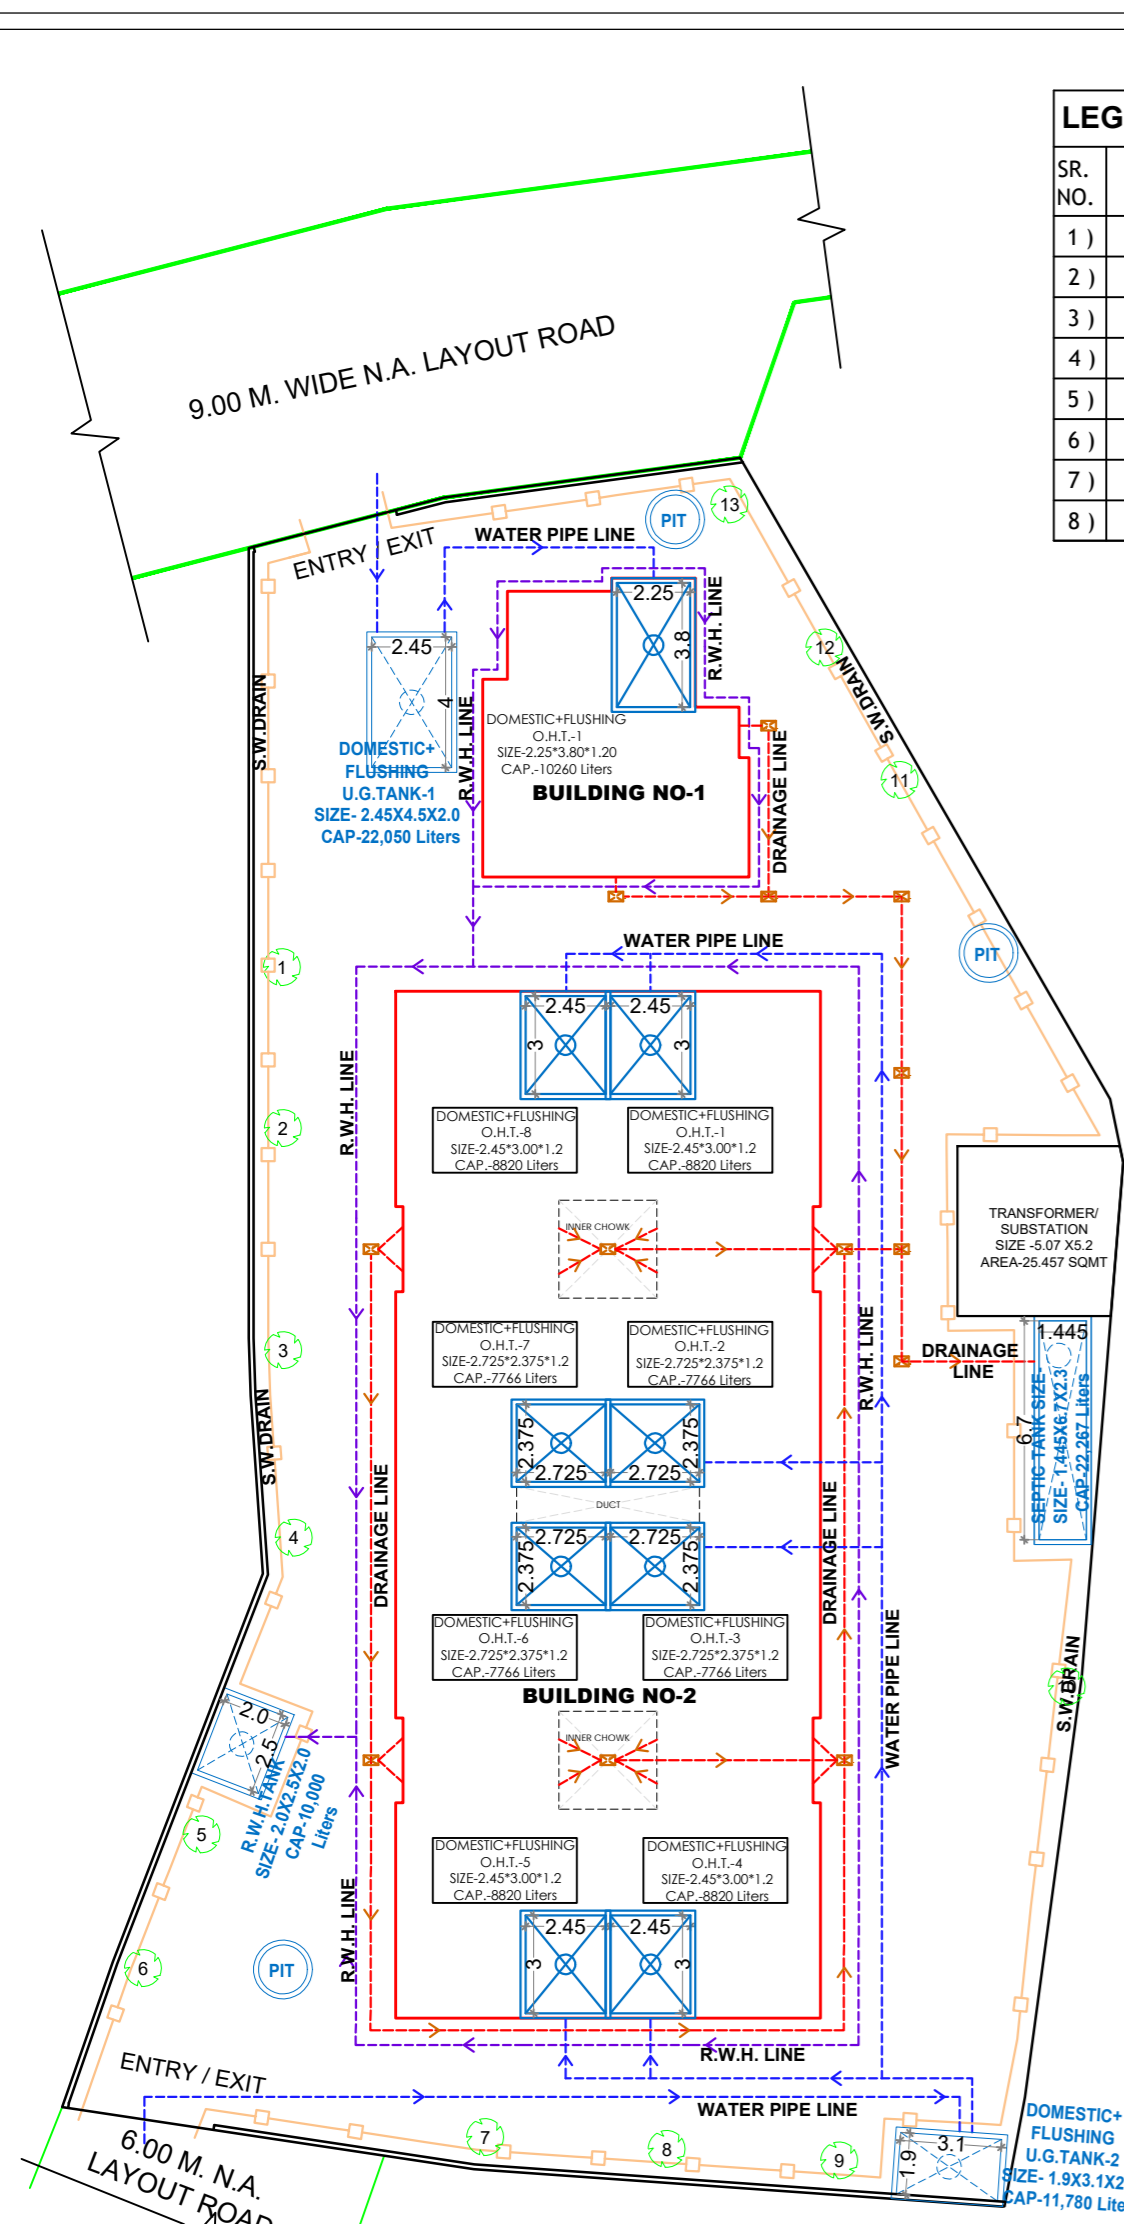 LEG
SR.
NO.
1 )
2 )
3 )
4 )
5 )
6 )
7 )
8 )
9.00 M. WIDE N.A. LAYOUT ROAD
ENTRY / EXIT
WATER PIPE LINE
PIT
13
12
11
S.W.DRAIN
S.W.DRAIN
2.45
4
DOMESTIC+
FLUSHING
U.G.TANK-1
SIZE- 2.45X4.5X2.0
CAP-22,050 Liters
R.W.H. LINE
2.25
3.8
R.W.H. LINE
DOMESTIC+FLUSHING
O.H.T.-1
SIZE-2.25*3.80*1.20
CAP.-10260 Liters
BUILDING NO-1
DRAINAGE LINE
WATER PIPE LINE
PIT
1
2
3
4
R.W.H. LINE
2.45
2.45
3
3
DOMESTIC+FLUSHING
O.H.T.-8
SIZE-2.45*3.00*1.2
CAP.-8820 Liters
DOMESTIC+FLUSHING
O.H.T.-1
SIZE-2.45*3.00*1.2
CAP.-8820 Liters
INNER CHOWK
TRANSFORMER/
SUBSTATION
SIZE -5.07 X5.2
AREA-25.457 SQMT
DOMESTIC+FLUSHING
O.H.T.-7
SIZE-2.725*2.375*1.2
CAP.-7766 Liters
DOMESTIC+FLUSHING
O.H.T.-2
SIZE-2.725*2.375*1.2
CAP.-7766 Liters
R.W.H. LINE
DRAINAGE
LINE
1.445
6.7
SEPTIC TANK SIZE-
SIZE- 1.445X6.7X2.3
CAP-22,267 Liters
S.W.DRAIN
2.375
2.725
2.725
2.375
DUCT
2.375
2.725
2.725
2.375
DRAINAGE LINE
DRAINAGE LINE
DOMESTIC+FLUSHING
O.H.T.-6
SIZE-2.725*2.375*1.2
CAP.-7766 Liters
DOMESTIC+FLUSHING
O.H.T.-3
SIZE-2.725*2.375*1.2
CAP.-7766 Liters
BUILDING NO-2
WATER PIPE LINE
S.W.DRAIN
INNER CHOWK
2.0
2.5
R.W.H.TANK
SIZE- 2.0X2.5X2.0
CAP-10,000
Liters
5
6
PIT
R.W.H. LINE
DOMESTIC+FLUSHING
O.H.T.-5
SIZE-2.45*3.00*1.2
CAP.-8820 Liters
DOMESTIC+FLUSHING
O.H.T.-4
SIZE-2.45*3.00*1.2
CAP.-8820 Liters
2.45
2.45
3
3
R.W.H. LINE
ENTRY / EXIT
WATER PIPE LINE
6.00 M. N.A.
LAYOUT ROAD
7
8
9
1.9
3.1
DOMESTIC+
FLUSHING
U.G.TANK-2
SIZE- 1.9X3.1X2
CAP-11,780 Lite